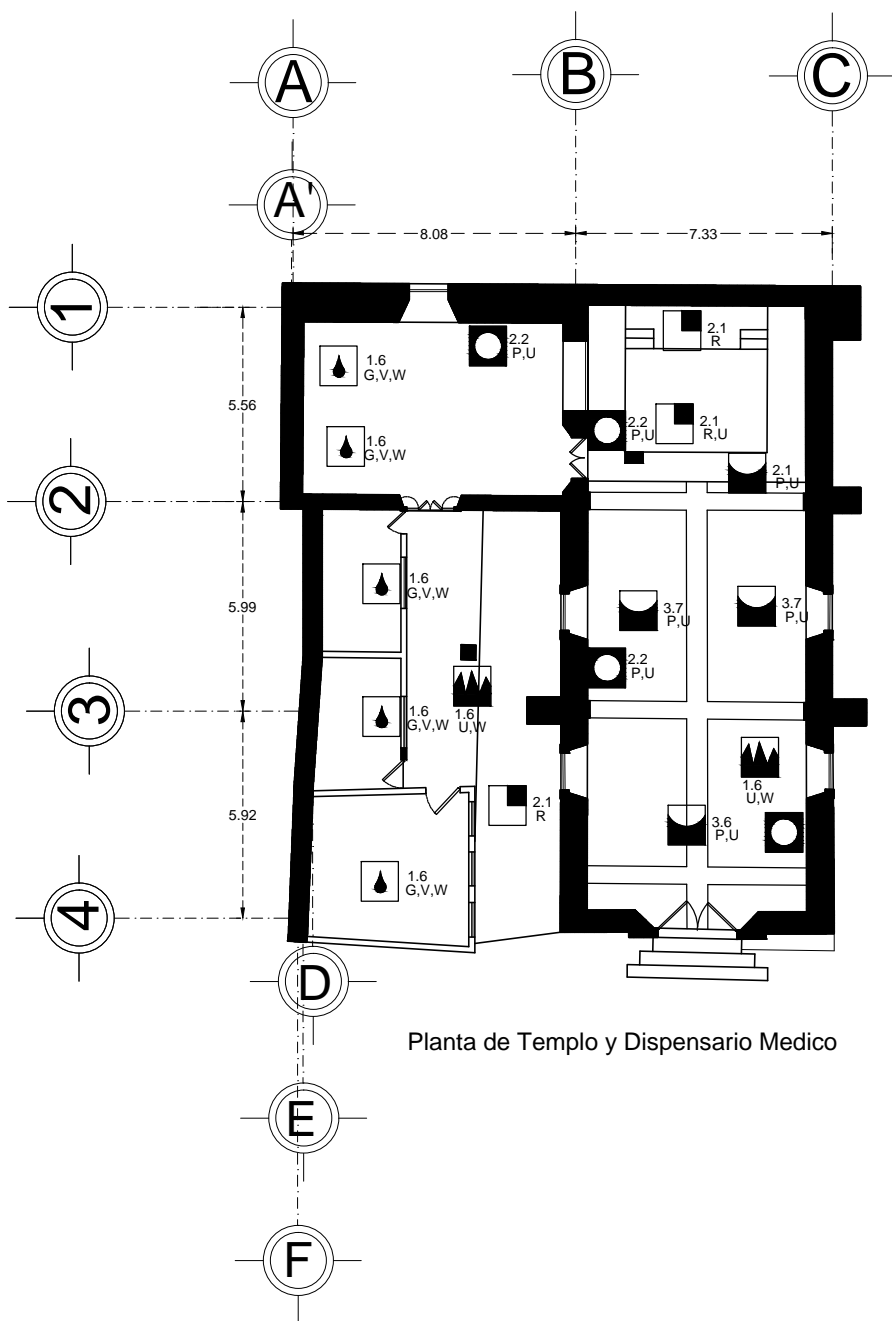 A
B
C
A'
8.08
7.33
1
2.1
R
2.2
P,U
1.6
G,V,W
5.56
2.2
P,U
2.1
R,U
1.6
G,V,W
2.1
P,U
2
1.6
G,V,W
5.99
3.7
P,U
3.7
P,U
2.2
P,U
3
1.6
G,V,W
1.6
U,W
1.6
U,W
2.1
R
5.92
3.6
P,U
1.6
G,V,W
4
D
Planta de Templo y Dispensario Medico
E
F